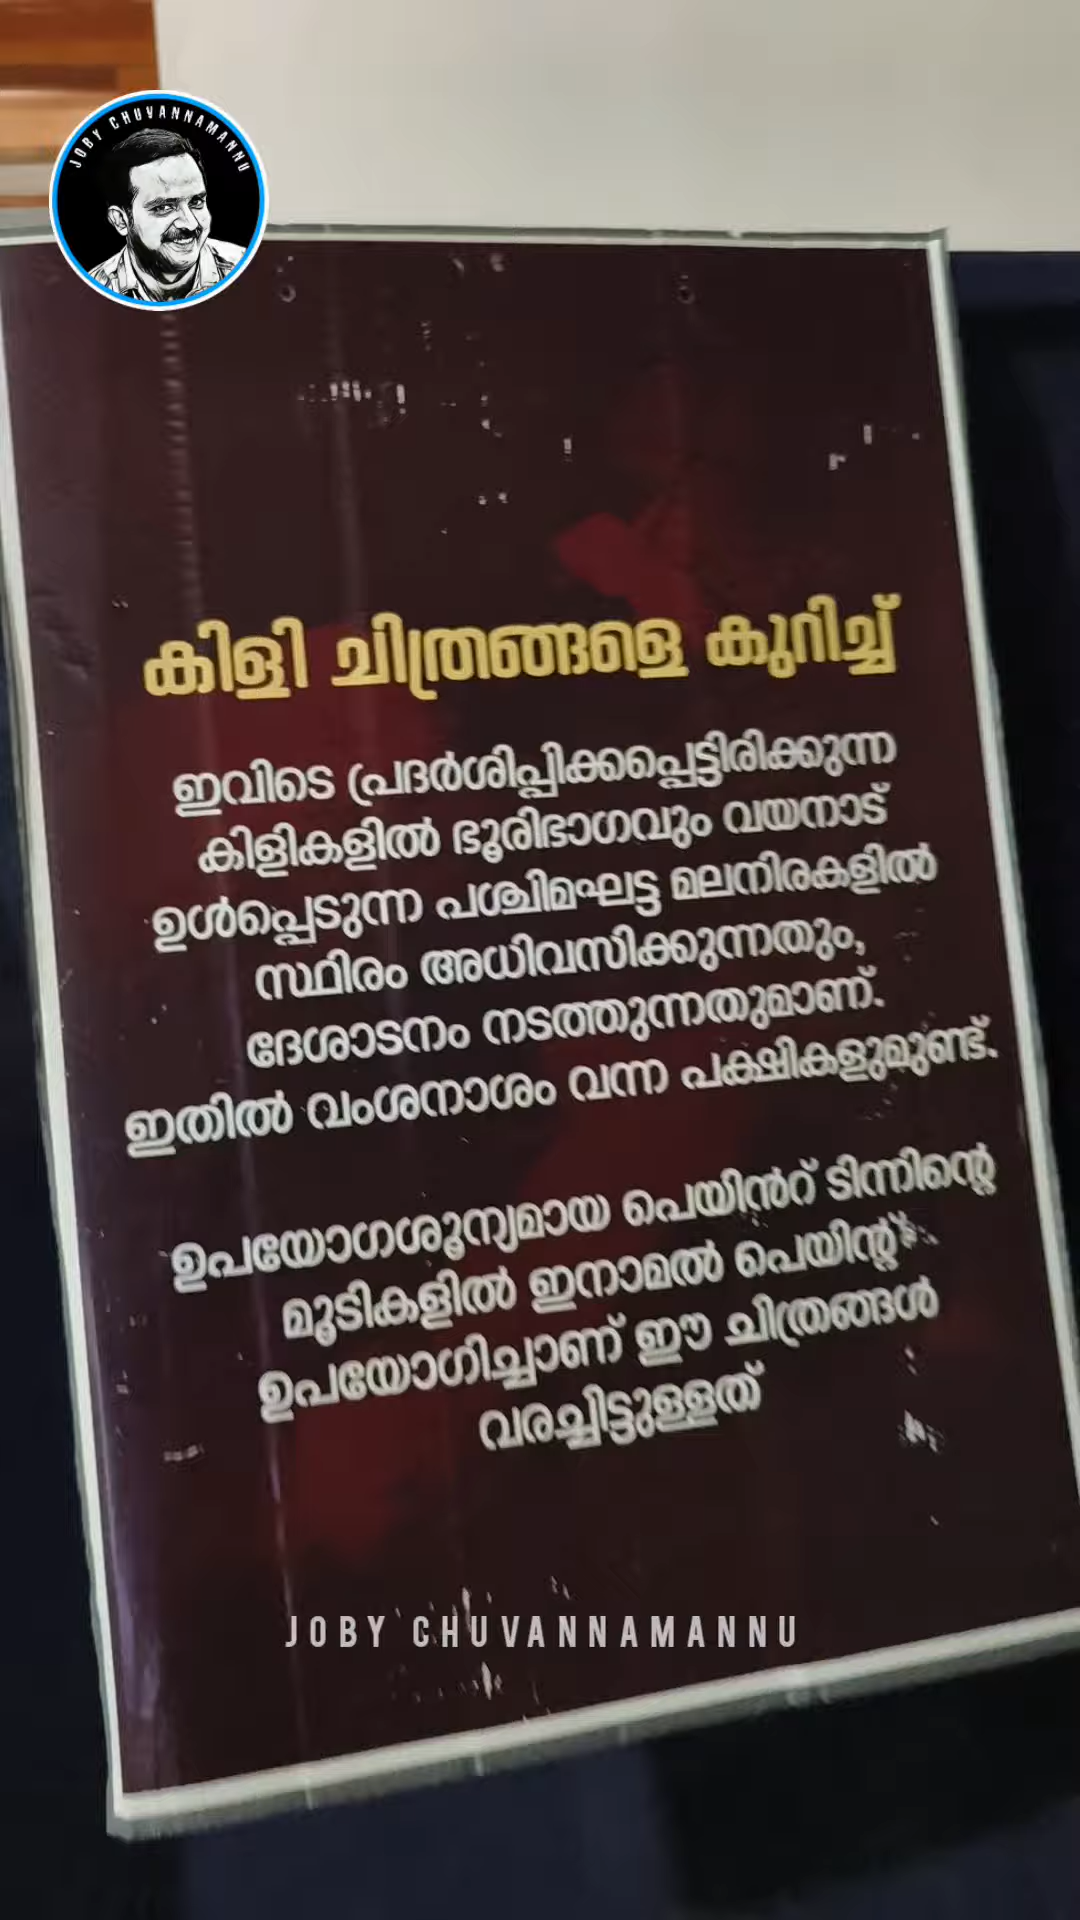 JOBY CHUVANNAMANNU
കിളി ചിത്രങ്ങളെ കുറിച്ച്
ഇവിടെ പ്രദർശിപ്പിക്കപ്പെട്ടിരിക്കുന്ന
കിളികളിൽ ഭൂരിഭാഗവും വയനാട്
ഉൾപ്പെടുന്ന പശ്ചിമഘട്ട മലനിരകളിൽ
സ്ഥിരം അധിവസിക്കുന്നതും,
ദേശാടനം നടത്തുന്നതുമാണ്.
ഇതിൽ വംശനാശം വന്ന പക്ഷികളുമുണ്ട്.
ഉപയോഗശൂന്യമായ പെയിൻറ് ടിന്നിന്റെ
മൂടികളിൽ ഇനാമൽ പെയിന്റ്
ഉപയോഗിച്ചാണ് ഈ ചിത്രങ്ങൾ
വരച്ചിട്ടുള്ളത്
JOBY CHUVANNAMANNU